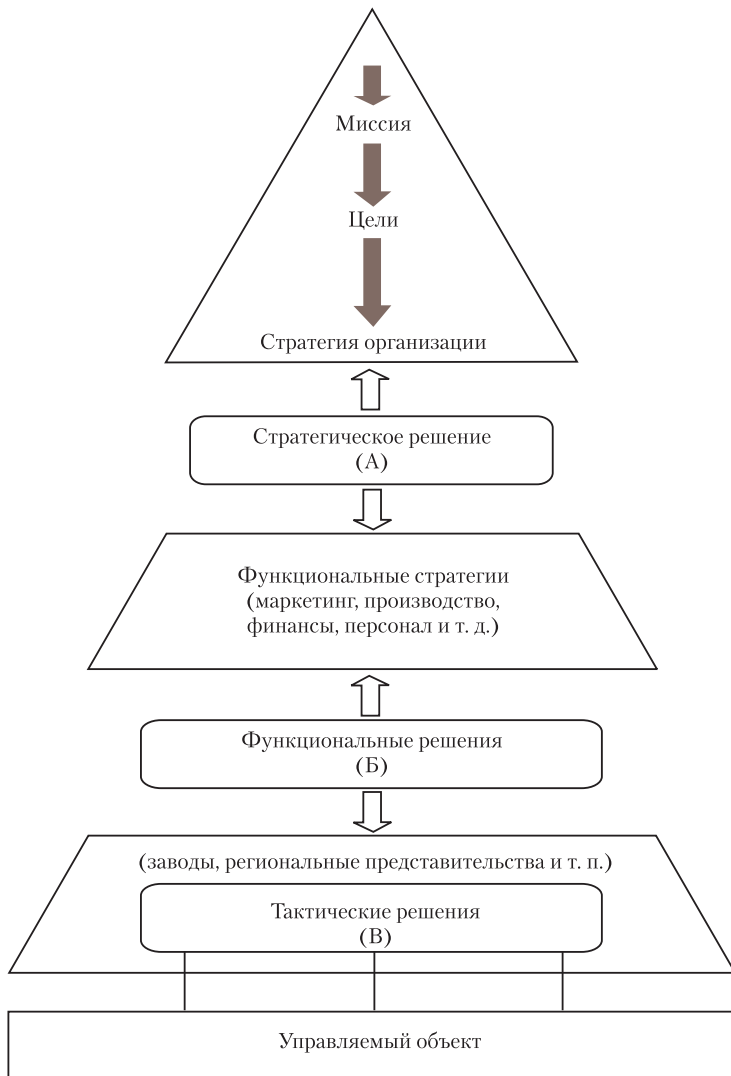 Миссия
Цели
Стратегия организации
Стратегическое решение
(А)
Функциональные стратегии
(маркетинг, производство,
финансы, персонал и т. д.)
Функциональные решения
(Б)
(заводы, региональные представительства и т. п.)
Тактические решения
(В)
Управляемый объект